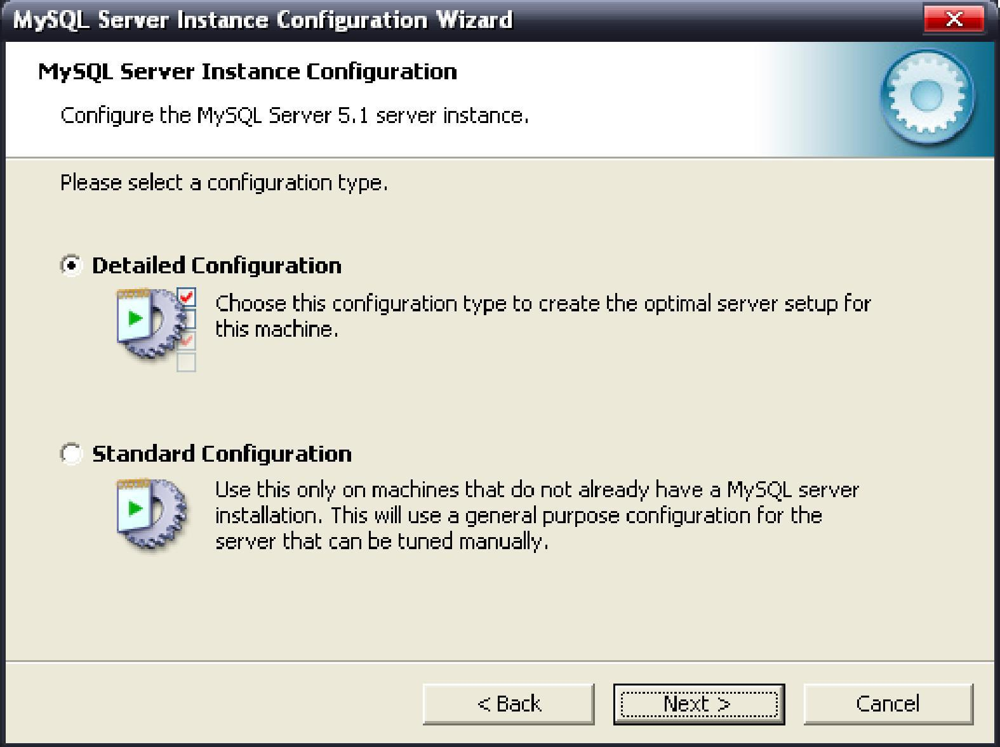 MySQL Server Instance Configuration Wizard
MySQL Server Instance Configuration
Configure the MySQL Server 5.1 server instance.
Please select a configuration type.
Detailed Configuration
Choose this configuration type to create the optimal server setup for
this machine.
Standard Configuration
Use this only on machines that do not already have a MySQL server
installation. This will use a general purpose configuration for the
server that can be tuned manually.
< Back
Next >
Cancel